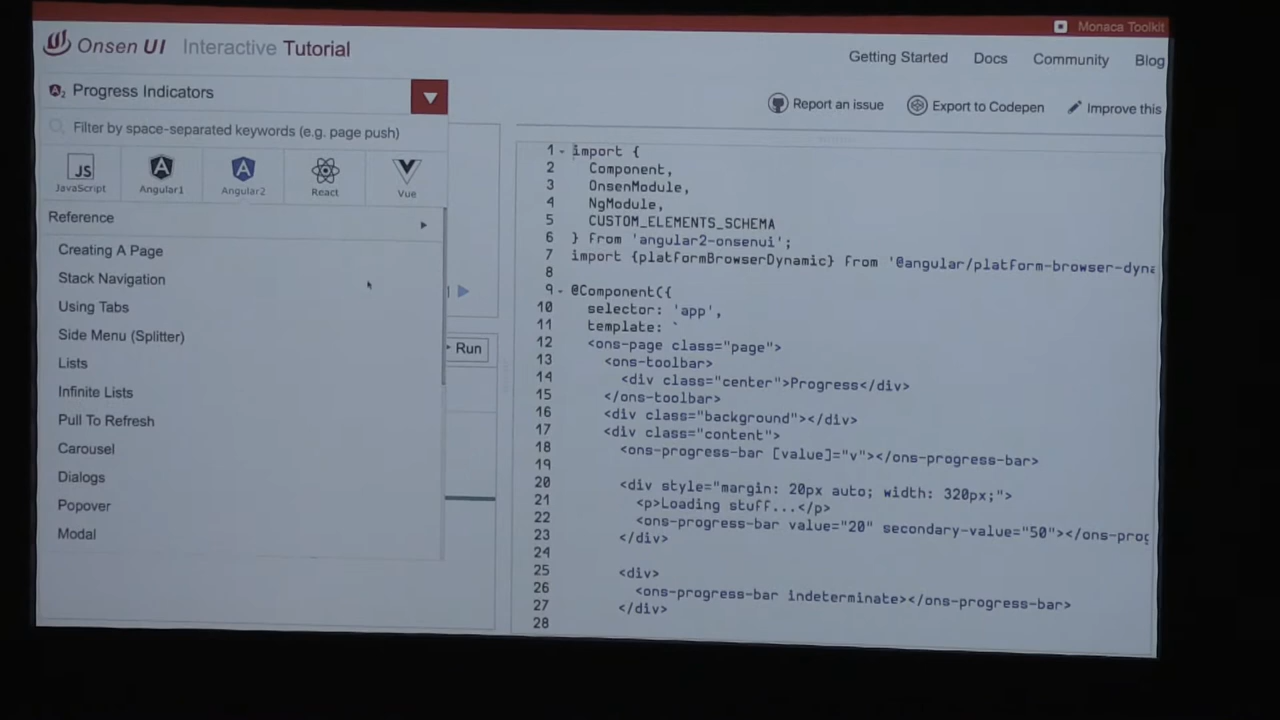 Monaca Toolkit
Onsen UI Interactive Tutorial
Getting Started Docs Community Blog
Progress Indicators
Report an issue Export to Codepen Improve this
Filter by space-separated keywords (e.g. page push)
JS
JavaScript Angular1 Angular2 React Vue
Reference
Creating A Page
Stack Navigation
Using Tabs
Side Menu (Splitter)
Lists
Infinite Lists
Pull To Refresh
Carousel
Dialogs
Popover
Modal
Run
1 import {
2 Component,
3 OnsenModule,
4 NgModule,
5 CUSTOM_ELEMENTS_SCHEMA
6 } from 'angular2-onsenui';
7 import {platformBrowserDynamic} from '@angular/platform-browser-dyna
8
9 @Component({
10 selector: 'app',
11 template: `
12 <ons-page class="page">
13 <ons-toolbar>
14 <div class="center">Progress</div>
15 </ons-toolbar>
16 <div class="background"></div>
17 <div class="content">
18 <ons-progress-bar [value]="v"></ons-progress-bar>
19
20 <div style="margin: 20px auto; width: 320px;">
21 <p>Loading stuff...</p>
22 <ons-progress-bar value="20" secondary-value="50"></ons-prog
23 </div>
24
25 <div>
26 <ons-progress-bar indeterminate></ons-progress-bar>
27 </div>
28